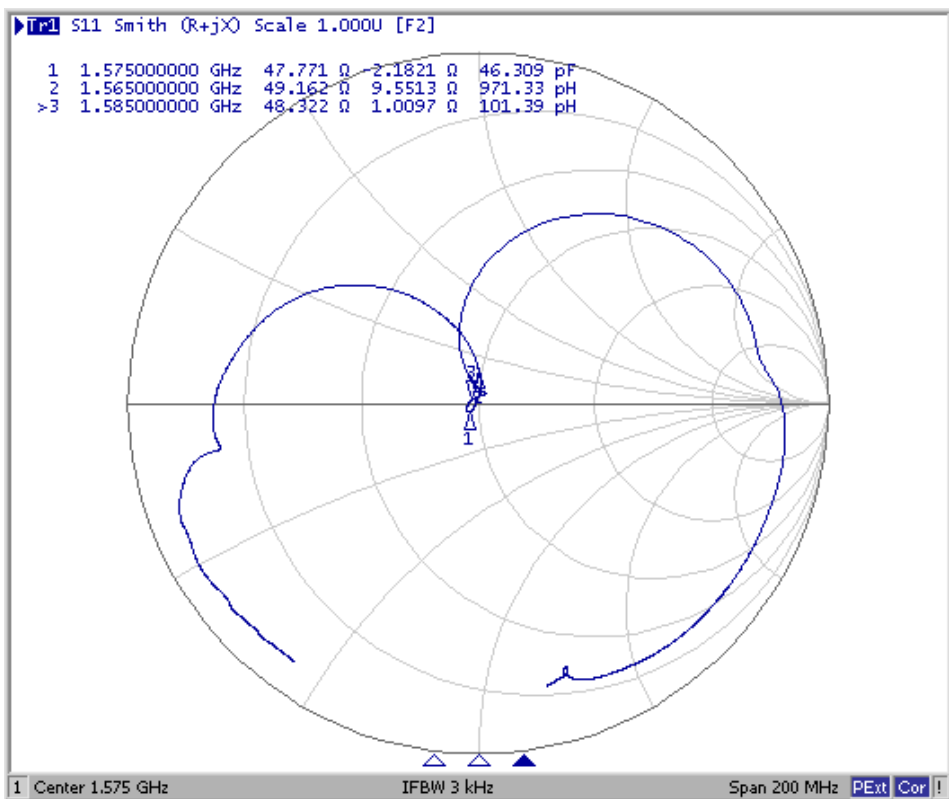 Tr1 S11 Smith (R+jX) Scale 1.000U [F2]
1 1.575000000 GHz 47.771 Ω -2.1821 Ω 46.309 pF
2 1.565000000 GHz 49.162 Ω 9.5513 Ω 971.33 pH
>3 1.585000000 GHz 48.322 Ω 1.0097 Ω 101.39 pH
1
1 Center 1.575 GHz IFBW 3 kHz Span 200 MHz PExt Cor !